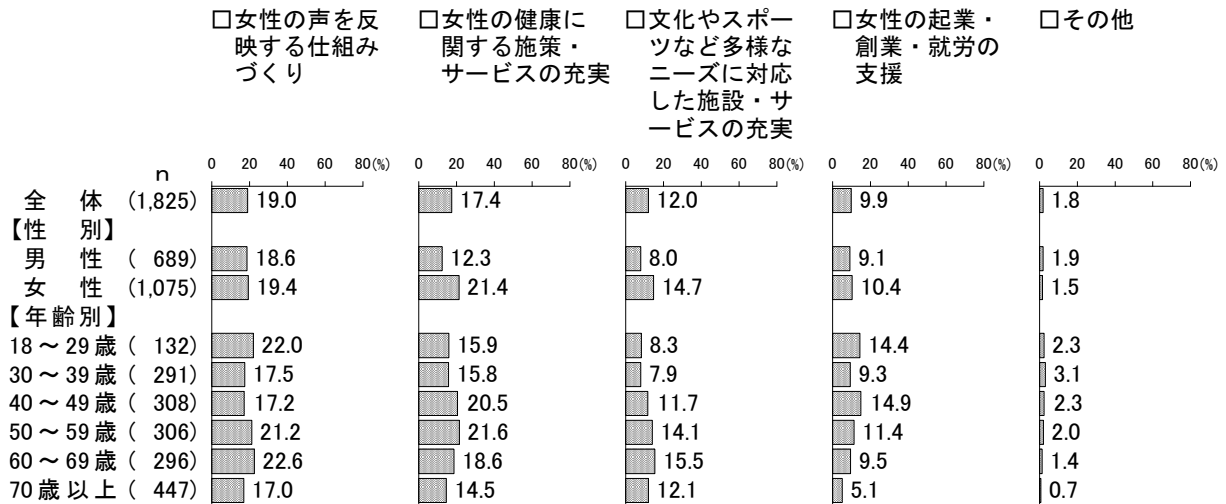 □女性の声を反映する仕組みづくり
□女性の健康に関する施策・サービスの充実
□文化やスポーツなど多様なニーズに対応した施設・サービスの充実
□女性の起業・創業・就労の支援
□その他
n 0 20 40 60 80(%) 0 20 40 60 80(%) 0 20 40 60 80(%) 0 20 40 60 80(%) 0 20 40 60 80(%)
全体 (1,825) 19.0 17.4 12.0 9.9 1.8
【性別】
男性 ( 689) 18.6 12.3 8.0 9.1 1.9
女性 (1,075) 19.4 21.4 14.7 10.4 1.5
【年齢別】
18～29歳 ( 132) 22.0 15.9 8.3 14.4 2.3
30～39歳 ( 291) 17.5 15.8 7.9 9.3 3.1
40～49歳 ( 308) 17.2 20.5 11.7 14.9 2.3
50～59歳 ( 306) 21.2 21.6 14.1 11.4 2.0
60～69歳 ( 296) 22.6 18.6 15.5 9.5 1.4
70歳以上 ( 447) 17.0 14.5 12.1 5.1 0.7